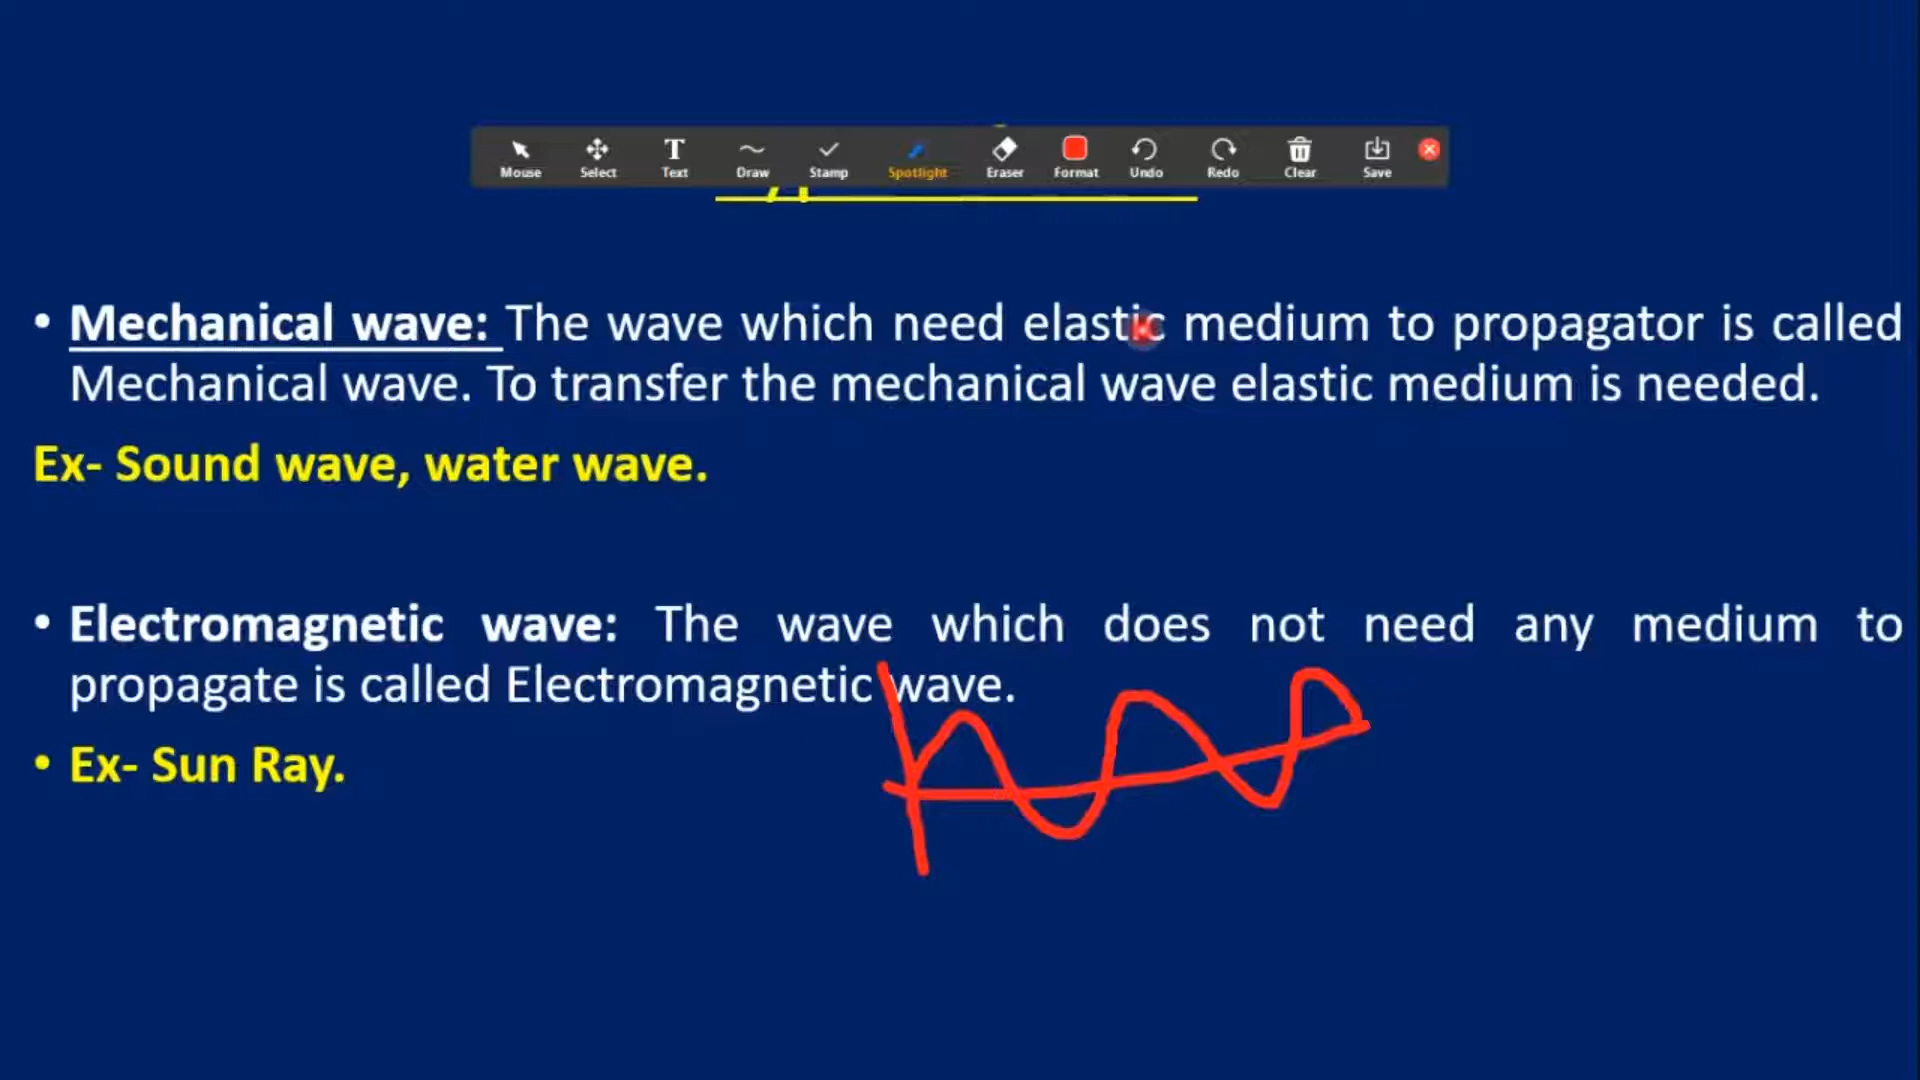 Mouse Select Text Draw Stamp Spotlight Eraser Format Undo Redo Clear Save
• Mechanical wave: The wave which need elastic medium to propagator is called
Mechanical wave. To transfer the mechanical wave elastic medium is needed.
Ex- Sound wave, water wave.
• Electromagnetic wave: The wave which does not need any medium to
propagate is called Electromagnetic wave.
• Ex- Sun Ray.